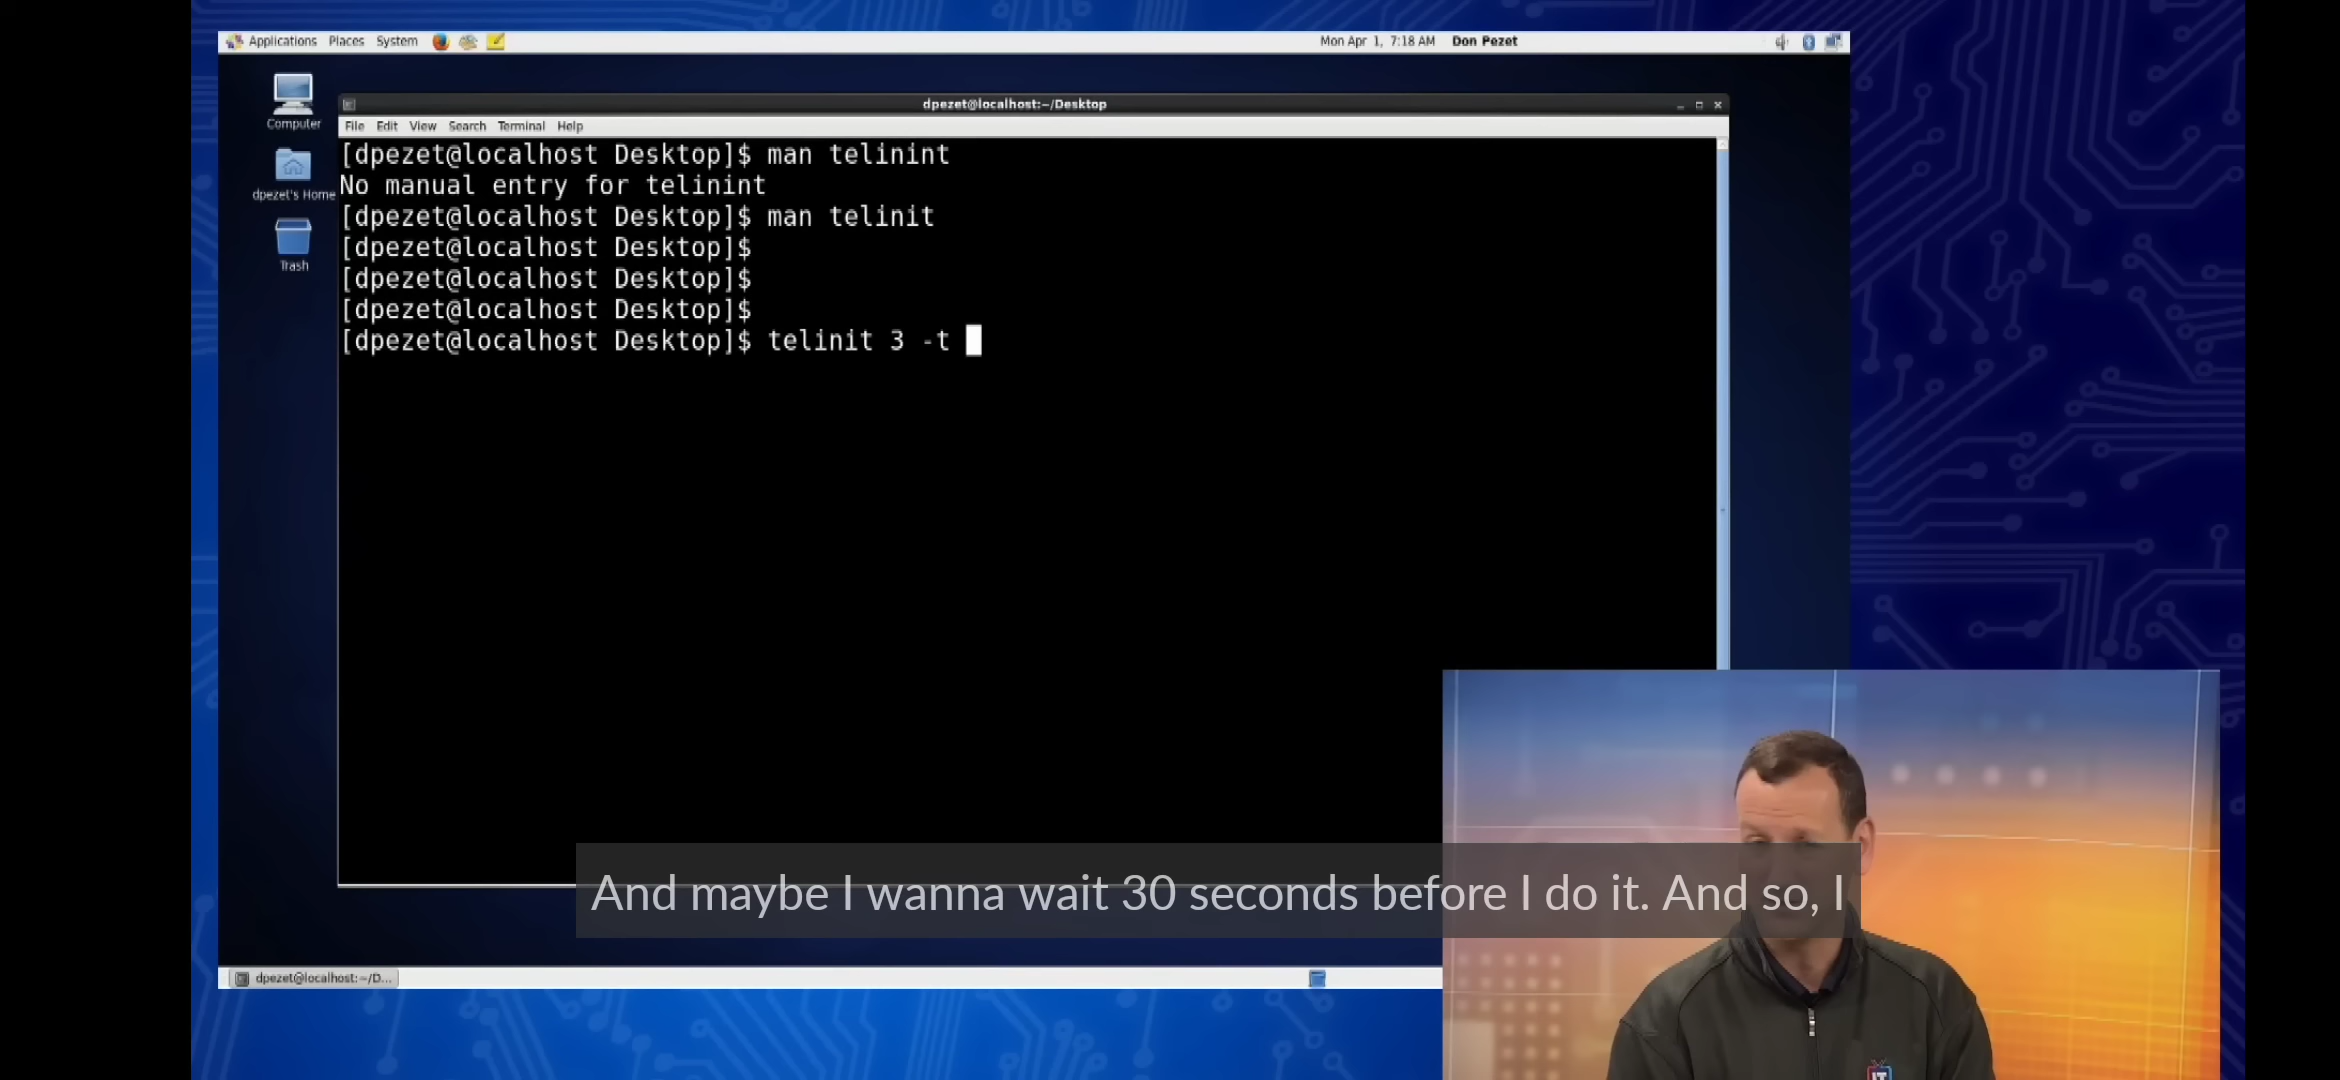 Applications Places System Mon Apr 1, 7:18 AM Don Pezet
Computer
dpezet's Home
Trash
dpezet@localhost:~/Desktop
File Edit View Search Terminal Help
[dpezet@localhost Desktop]$ man telinint
No manual entry for telinint
[dpezet@localhost Desktop]$ man telinit
[dpezet@localhost Desktop]$
[dpezet@localhost Desktop]$
[dpezet@localhost Desktop]$
[dpezet@localhost Desktop]$ telinit 3 -t
And maybe I wanna wait 30 seconds before I do it. And so, I
dpezet@localhost:~/D...
IT